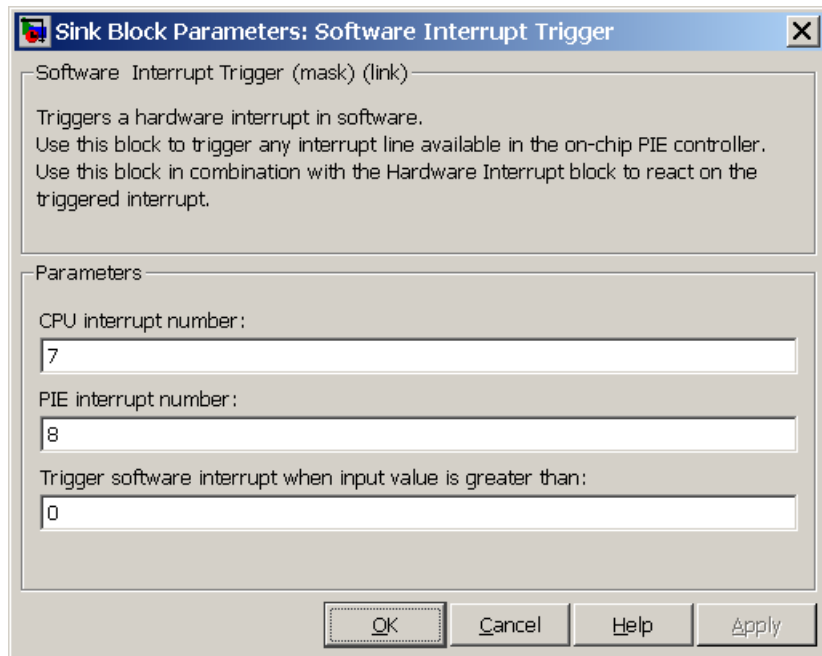 Sink Block Parameters: Software Interrupt Trigger
Software Interrupt Trigger (mask) (link)
Triggers a hardware interrupt in software.
Use this block to trigger any interrupt line available in the on-chip PIE controller.
Use this block in combination with the Hardware Interrupt block to react on the
triggered interrupt.
Parameters
CPU interrupt number:
7
PIE interrupt number:
8
Trigger software interrupt when input value is greater than:
0
OK Cancel Help Apply